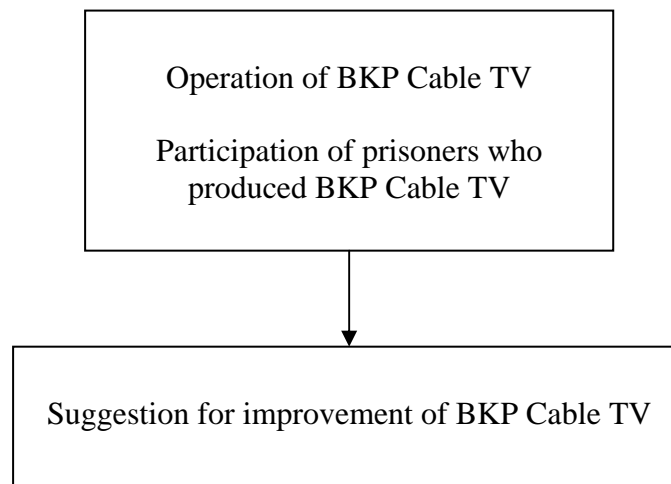 Operation of BKP Cable TV
Participation of prisoners who
produced BKP Cable TV
Suggestion for improvement of BKP Cable TV